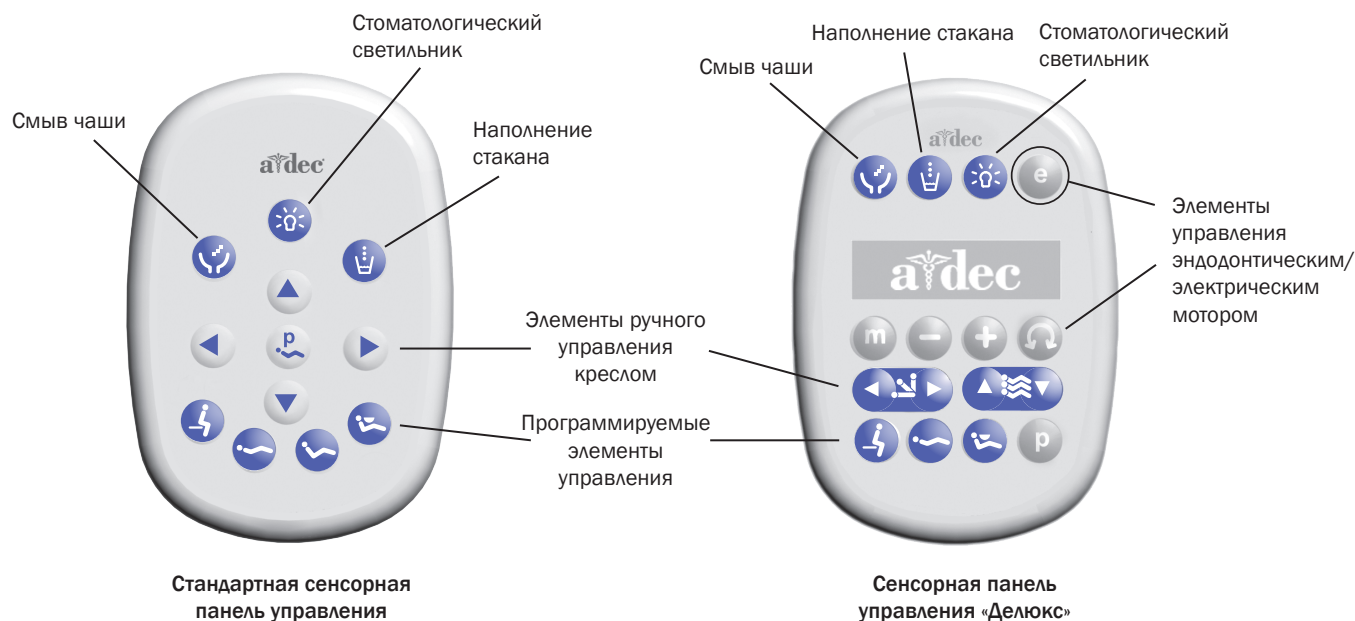 Стоматологический
светильник
Смыв чаши
Наполнение
стакана
a dec
p
Стандартная сенсорная
панель управления
Наполнение стакана
Стоматологический
светильник
Смыв чаши
a dec
e
Элементы
управления
эндодонтическим/
электрическим
мотором
a dec
m
Элементы ручного
управления
креслом
Программируемые
элементы
управления
p
Сенсорная панель
управления «Делюкс»